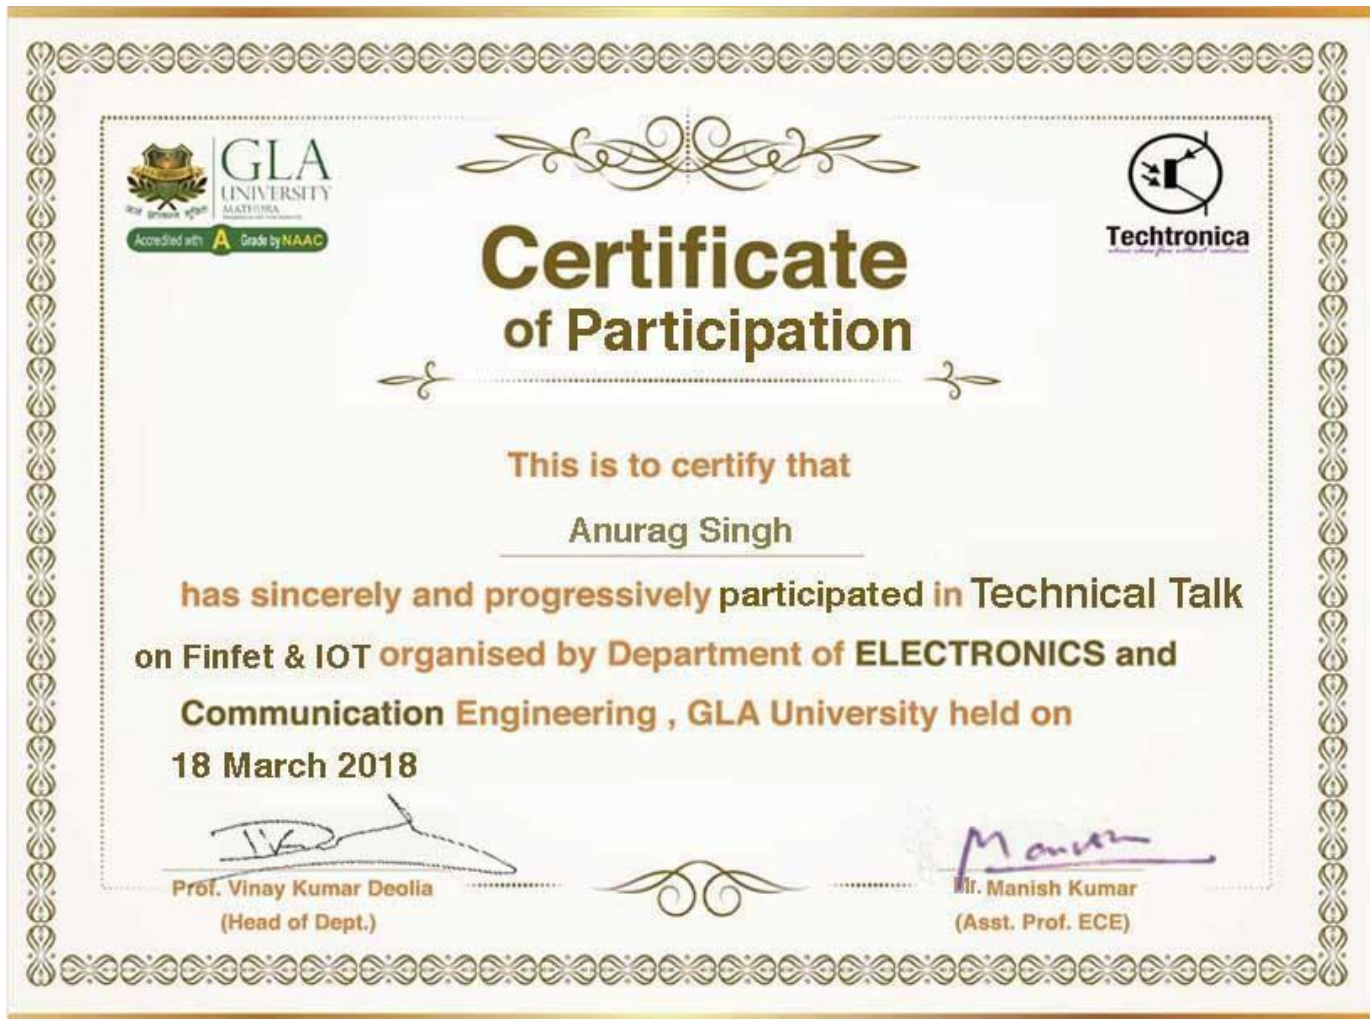 GLA
UNIVERSITY
MATHURA
Accredited with A Grade by NAAC
Techtronica
Certificate
of Participation
This is to certify that
Anurag Singh
has sincerely and progressively participated in Technical Talk
on Finfet & IOT organised by Department of ELECTRONICS and
Communication Engineering , GLA University held on
18 March 2018
Prof. Vinay Kumar Deolia
(Head of Dept.)
Manish
Mr. Manish Kumar
(Asst. Prof. ECE)